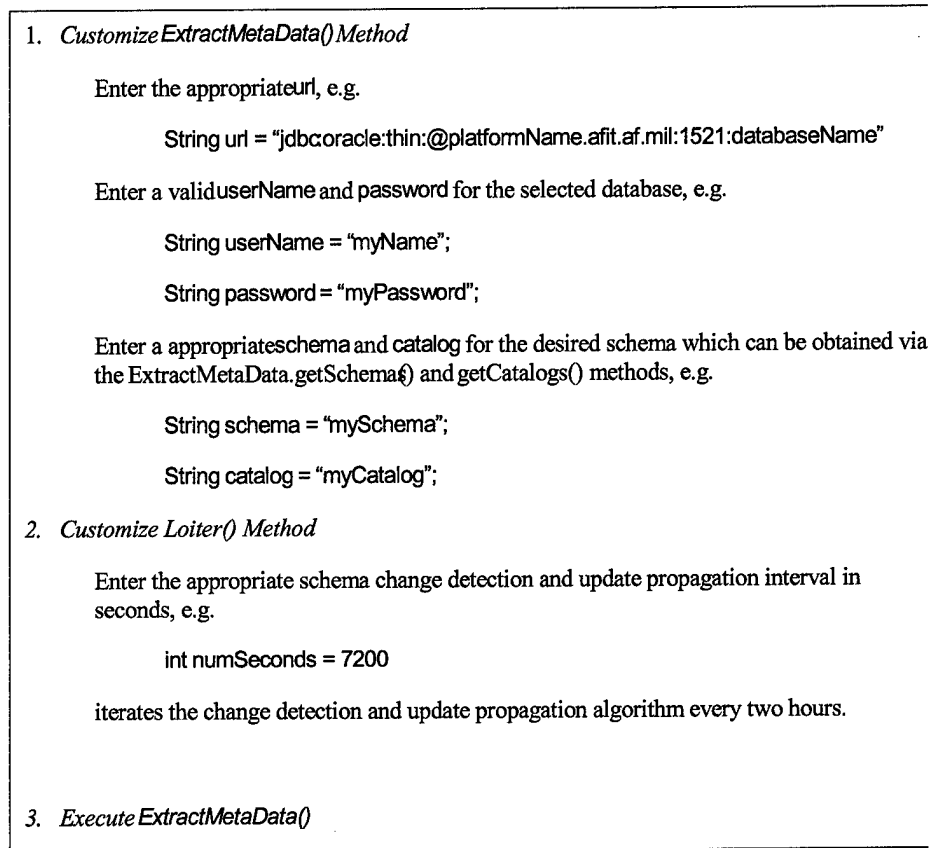 1. Customize ExtractMetaData() Method
Enter the appropriateurl, e.g.
String url = “jdbc:oracle:thin:@platformName.afit.af.mil:1521:databaseName”
Enter a validuserName and password for the selected database, e.g.
String userName = “myName”;
String password = “myPassword”;
Enter a appropriateschema and catalog for the desired schema which can be obtained via
the ExtractMetaData.getSchemas() and getCatalogs() methods, e.g.
String schema = “mySchema”;
String catalog = “myCatalog”;
2. Customize Loiter() Method
Enter the appropriate schema change detection and update propagation interval in
seconds, e.g.
int numSeconds = 7200
iterates the change detection and update propagation algorithm every two hours.
3. Execute ExtractMetaData()